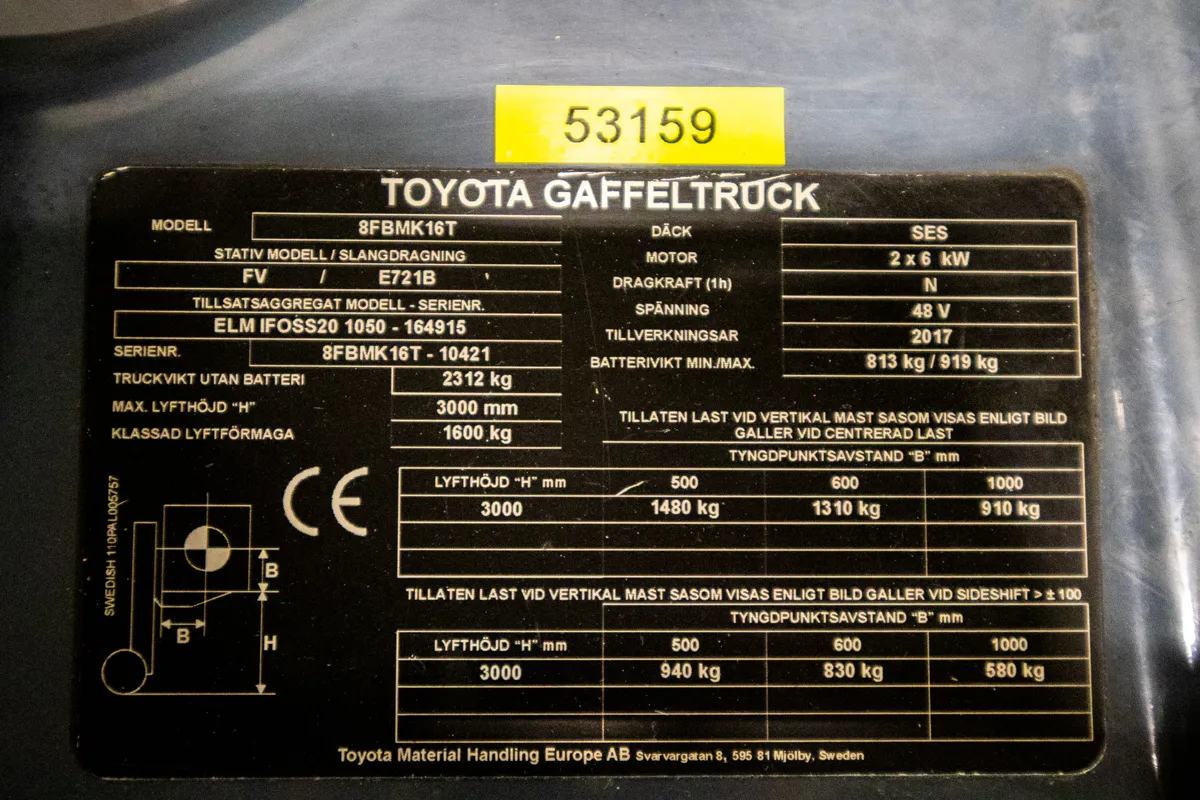 53159
TOYOTA GAFFELTRUCK
MODELL 8FBMK16T
STATIV MODELL / SLANGDRAGNING
FV / E721B
TILLSATSAGGREGAT MODELL - SERIENR.
ELM IFOSS20 1050 - 164915
SERIENR. 8FBMK16T - 10421
TRUCKVIKT UTAN BATTERI 2312 kg
MAX. LYFTHÖJD "H" 3000 mm
KLASSAD LYFTFÖRMAGA 1600 kg
DÄCK SES
MOTOR 2 x 6 kW
DRAGKRAFT (1h) N
SPÄNNING 48 V
TILLVERKNINGSAR 2017
BATTERIVIKT MIN./MAX. 813 kg / 919 kg
TILLATEN LAST VID VERTIKAL MAST SASOM VISAS ENLIGT BILD
GALLER VID CENTRERAD LAST
TYNGDPUNKTSAVSTAND "B" mm
LYFTHÖJD "H" mm 500 600 1000
3000 1480 kg 1310 kg 910 kg
TILLATEN LAST VID VERTIKAL MAST SASOM VISAS ENLIGT BILD GALLER VID SIDESHIFT > ± 100
TYNGDPUNKTSAVSTAND "B" mm
LYFTHÖJD "H" mm 500 600 1000
3000 940 kg 830 kg 580 kg
SWEDISH 110PAL005757
CE
B
B
H
Toyota Material Handling Europe AB Svarvargatan 8, 595 81 Mjölby, Sweden